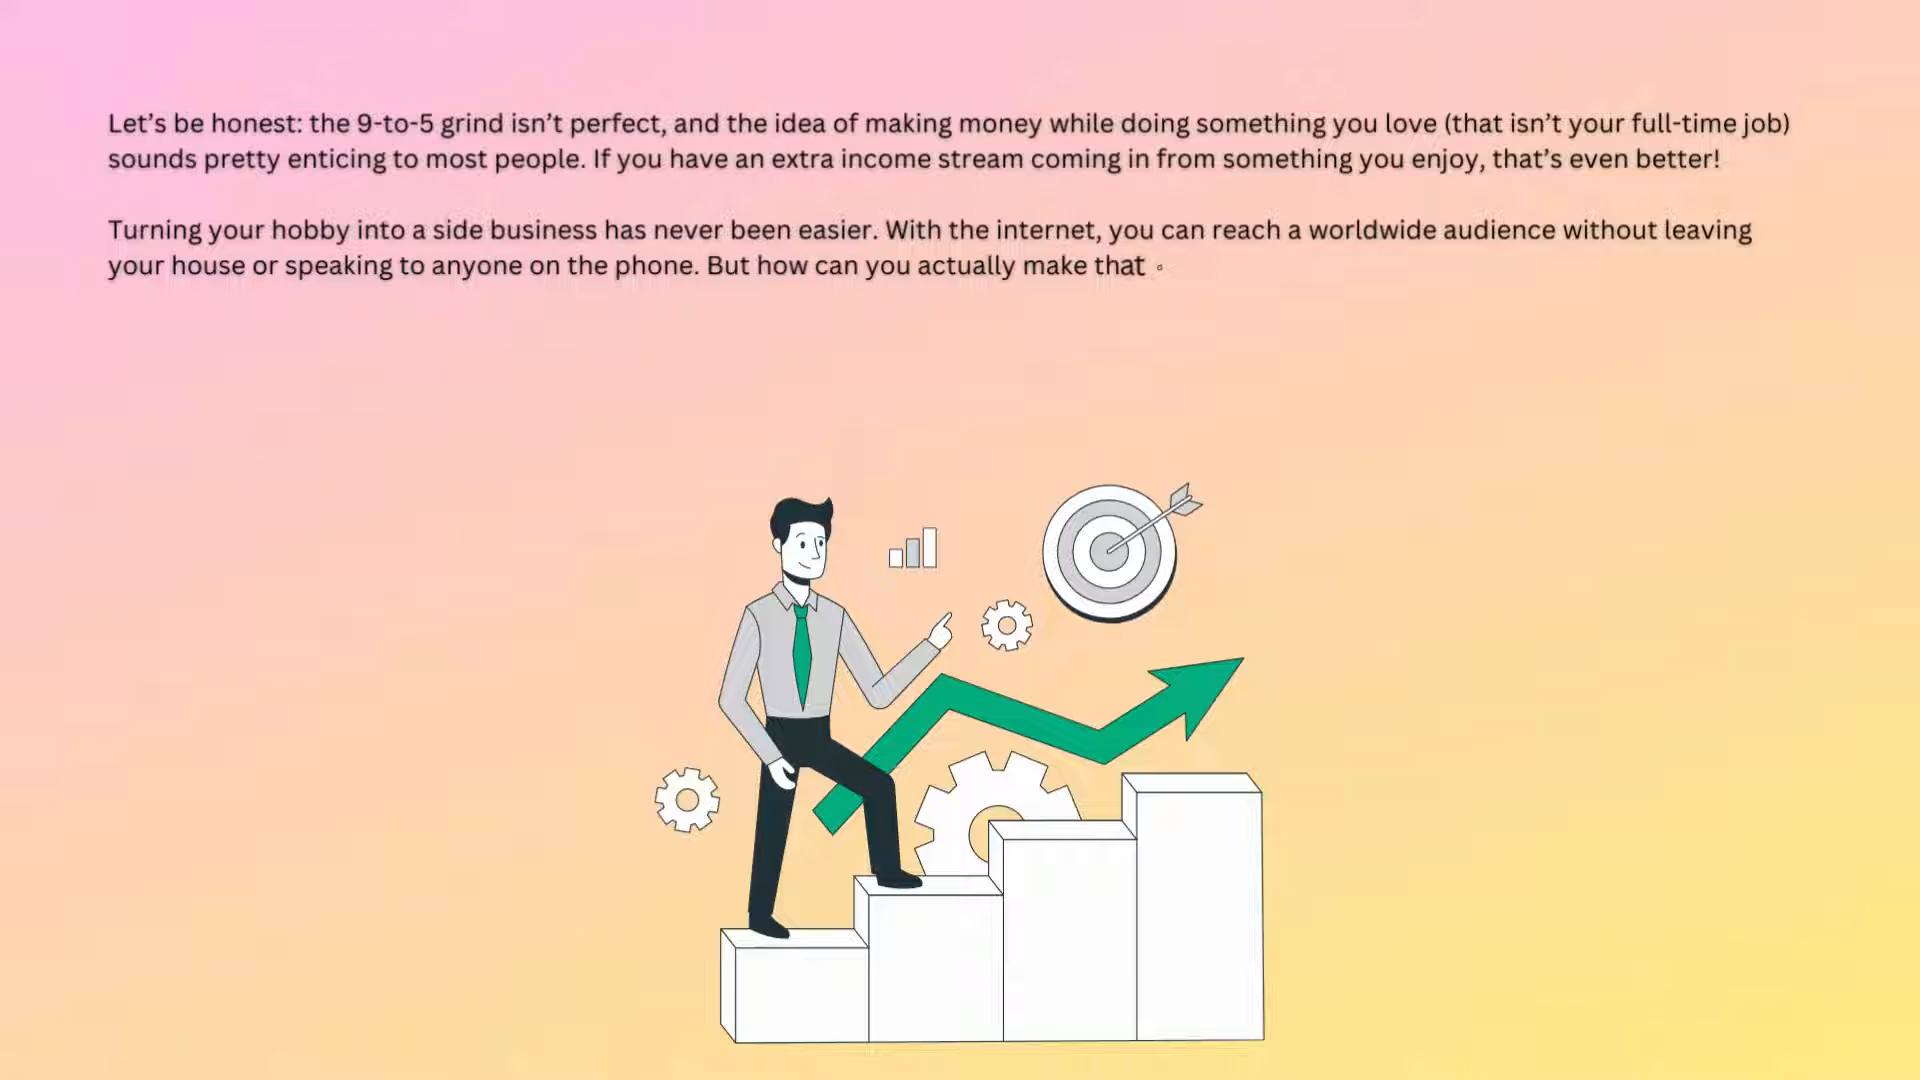 Let’s be honest: the 9-to-5 grind isn’t perfect, and the idea of making money while doing something you love (that isn’t your full-time job)
sounds pretty enticing to most people. If you have an extra income stream coming in from something you enjoy, that’s even better!
Turning your hobby into a side business has never been easier. With the internet, you can reach a worldwide audience without leaving
your house or speaking to anyone on the phone. But how can you actually make that